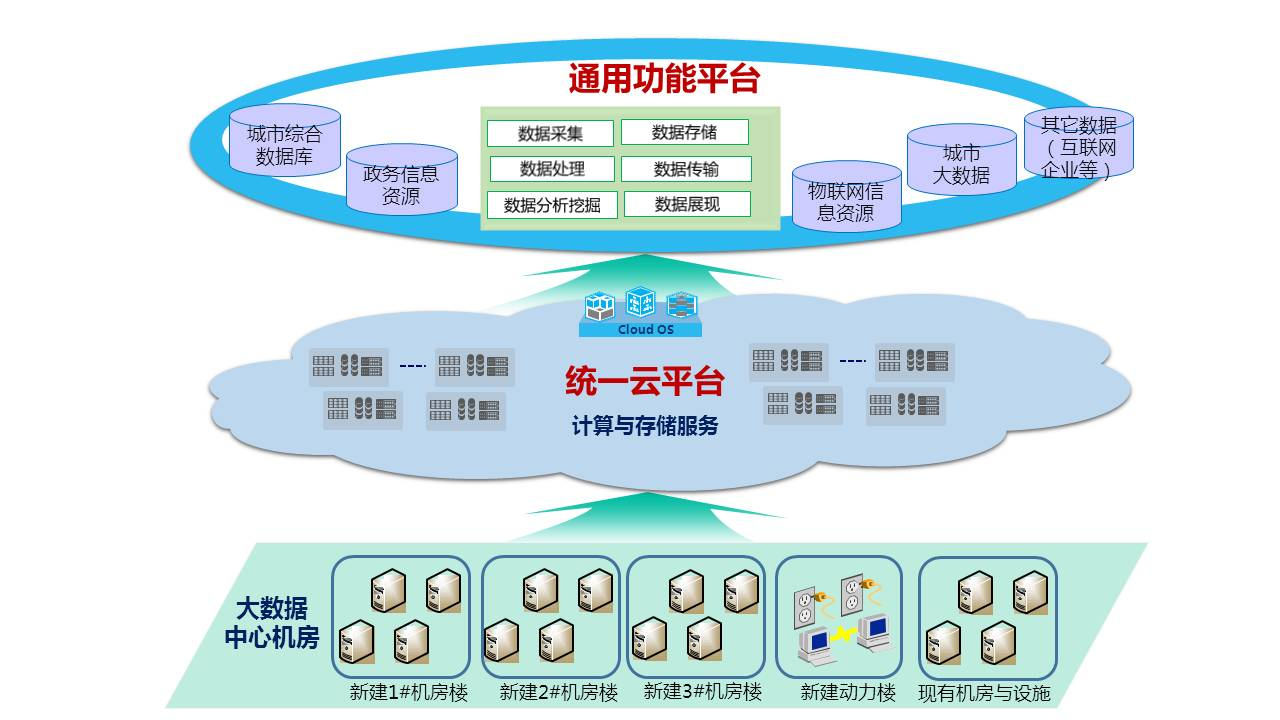 通用功能平台
城市综合
数据库
政务信息
资源
数据采集
数据存储
数据处理
数据传输
数据分析挖掘
数据展现
物联网信
息资源
城市
大数据
其它数据
（互联网
企业等）
Cloud OS
统一云平台
计算与存储服务
大数据
中心机房
新建1#机房楼
新建2#机房楼
新建3#机房楼
新建动力楼
现有机房与设施